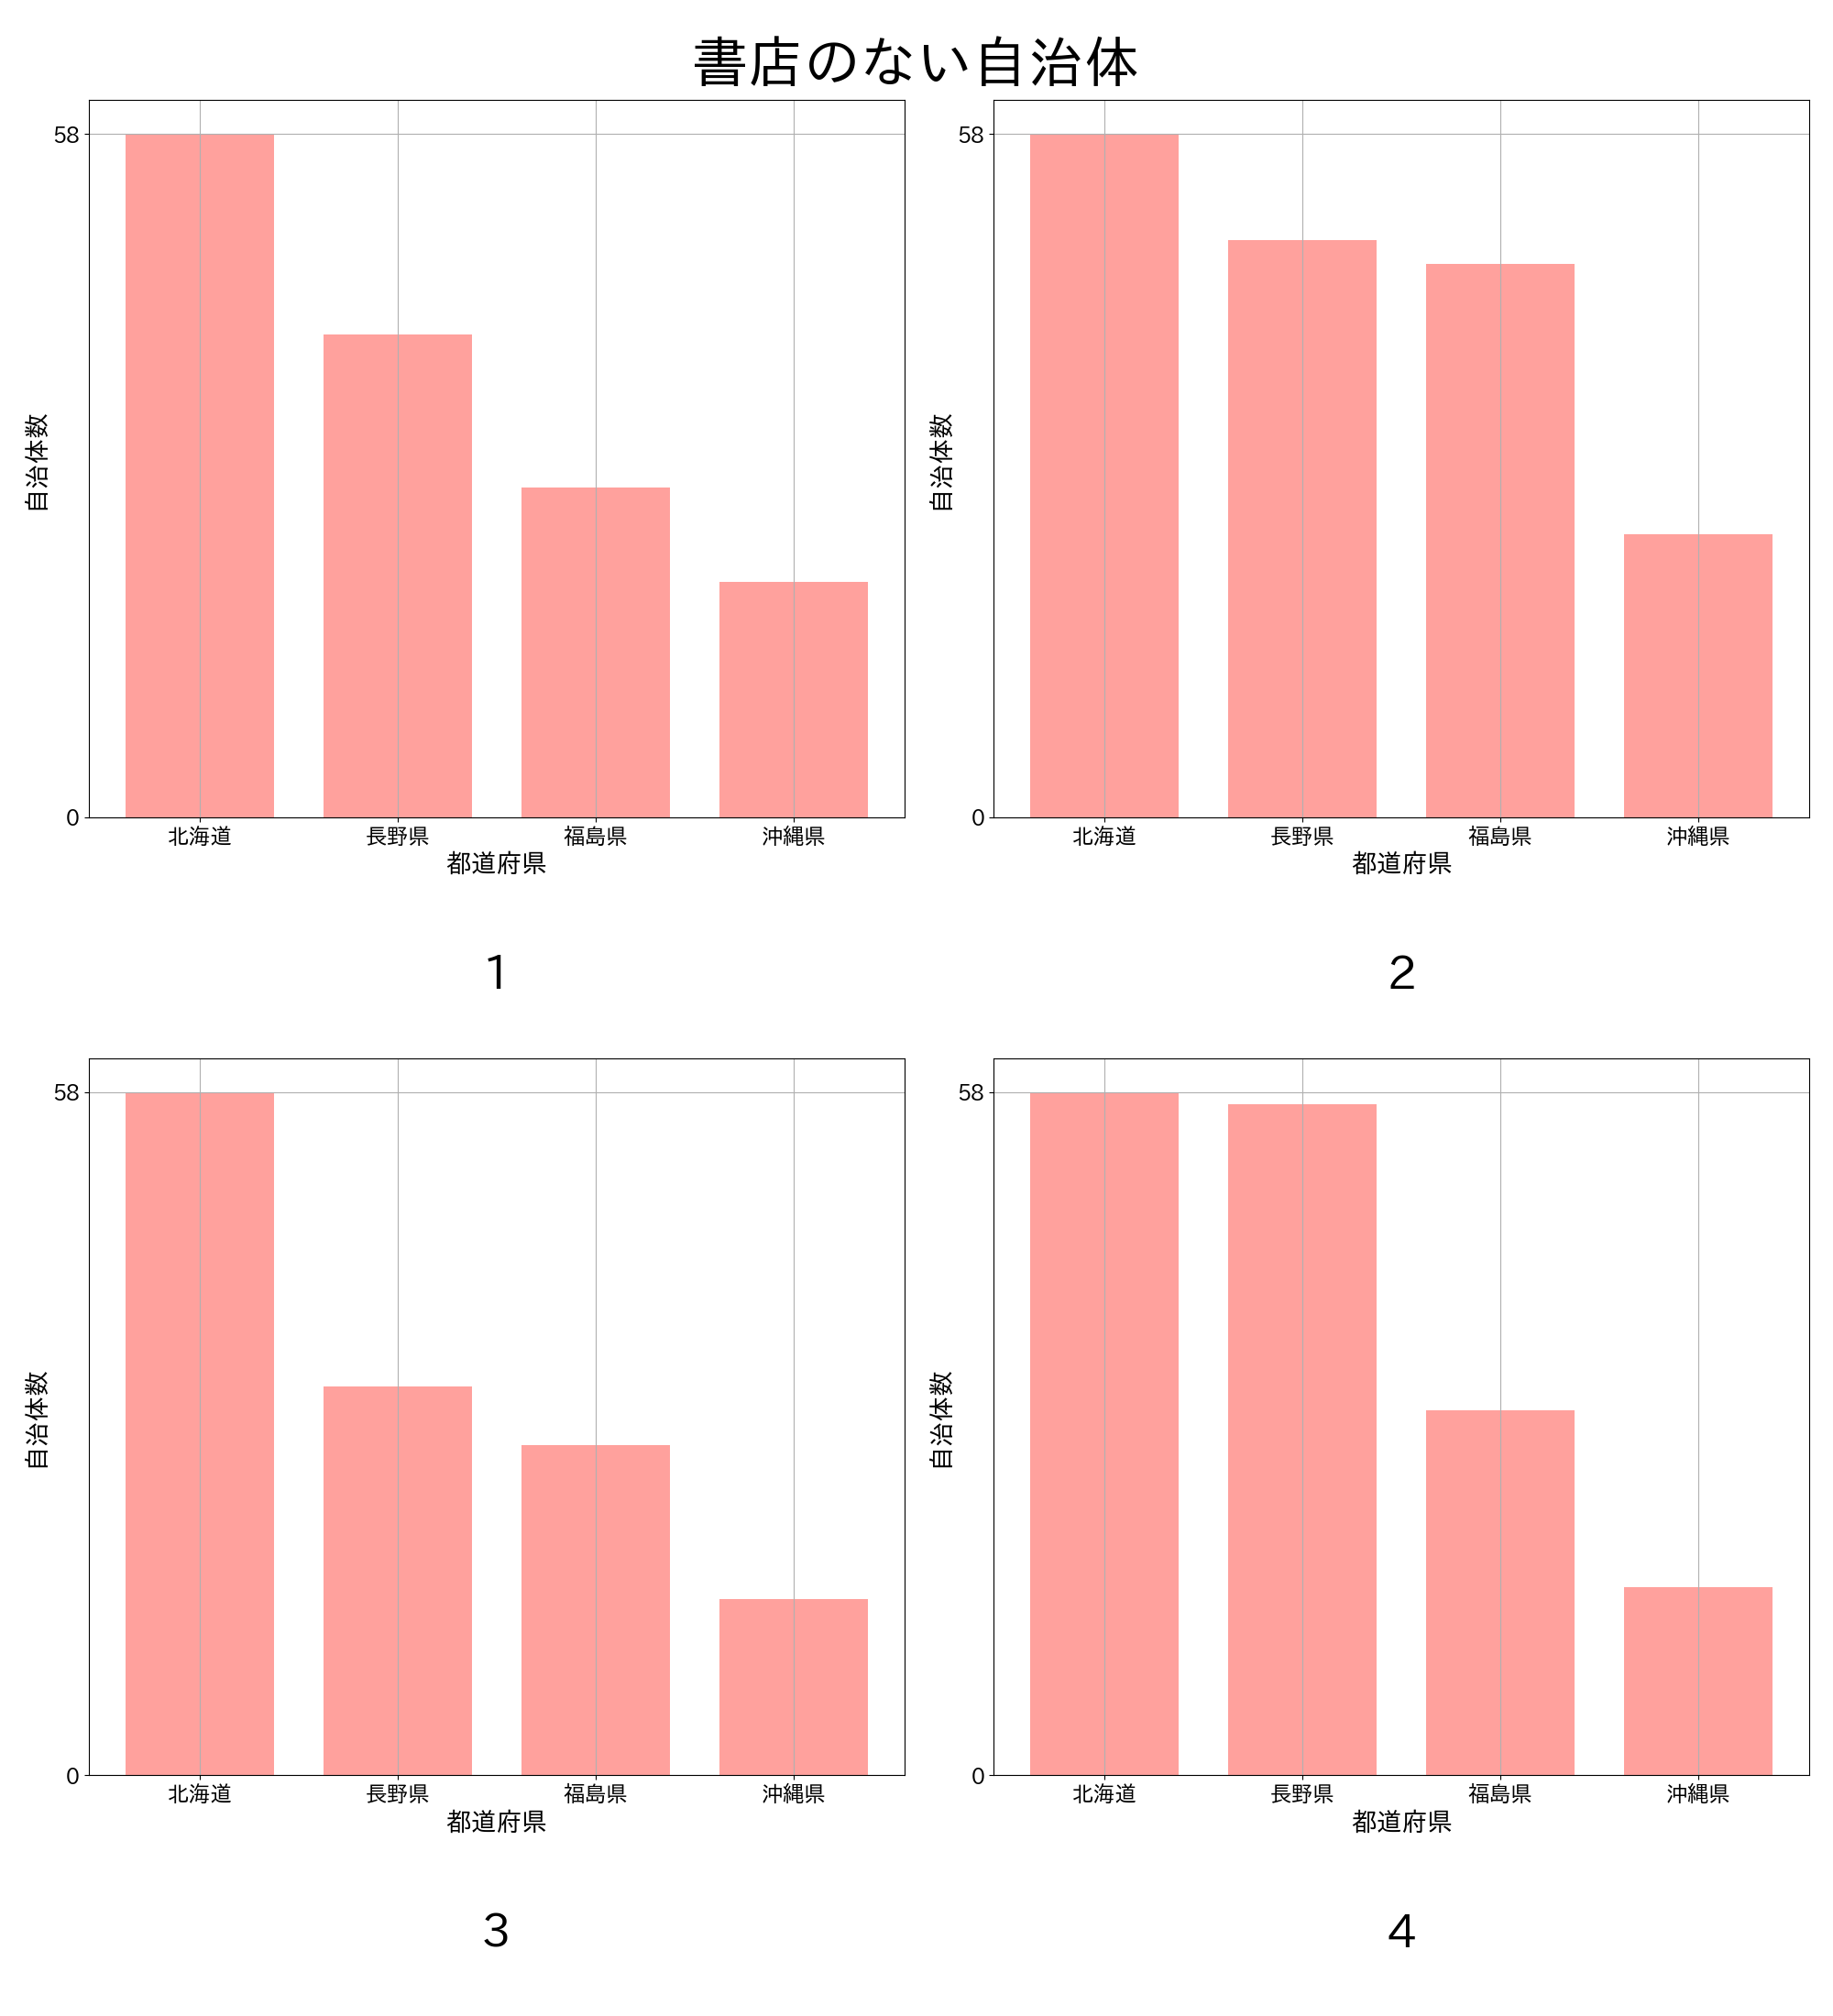 書店のない自治体
58
0
自治体数
北海道 長野県 福島県 沖縄県
都道府県
1
58
0
自治体数
北海道 長野県 福島県 沖縄県
都道府県
2
58
0
自治体数
北海道 長野県 福島県 沖縄県
都道府県
3
58
0
自治体数
北海道 長野県 福島県 沖縄県
都道府県
4